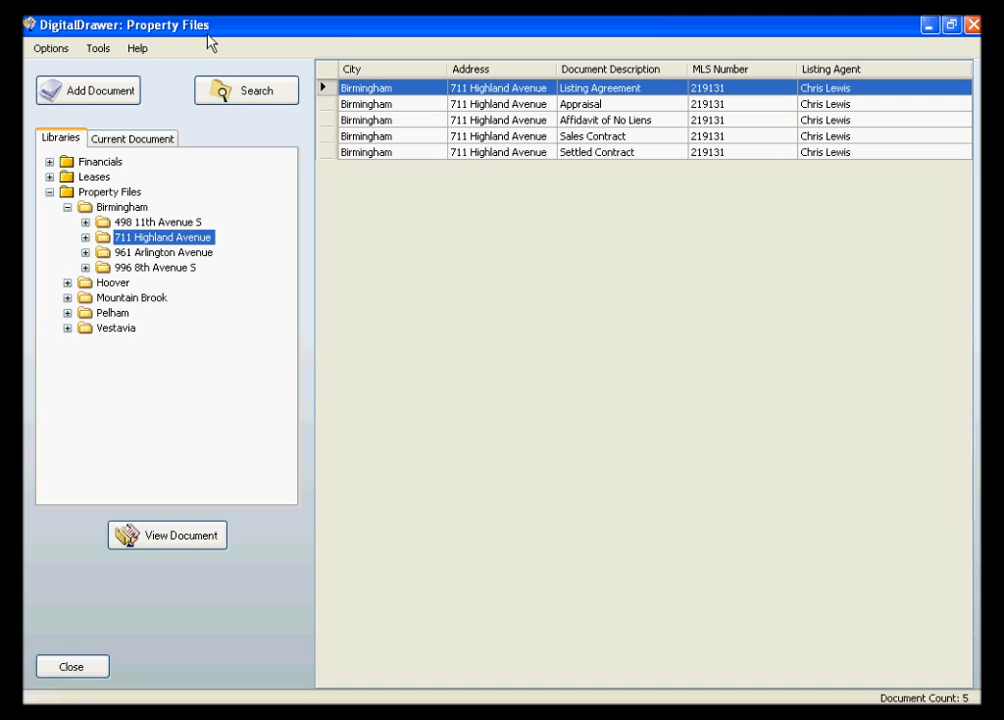 DigitalDrawer: Property Files
Options Tools Help
Add Document Search
Libraries Current Document
Financials
Leases
Property Files
Birmingham
498 11th Avenue S
711 Highland Avenue
961 Arlington Avenue
996 8th Avenue S
Hoover
Mountain Brook
Pelham
Vestavia
View Document
Close
City Address Document Description MLS Number Listing Agent
Birmingham 711 Highland Avenue Listing Agreement 219131 Chris Lewis
Birmingham 711 Highland Avenue Appraisal 219131 Chris Lewis
Birmingham 711 Highland Avenue Affidavit of No Liens 219131 Chris Lewis
Birmingham 711 Highland Avenue Sales Contract 219131 Chris Lewis
Birmingham 711 Highland Avenue Settled Contract 219131 Chris Lewis
Document Count: 5